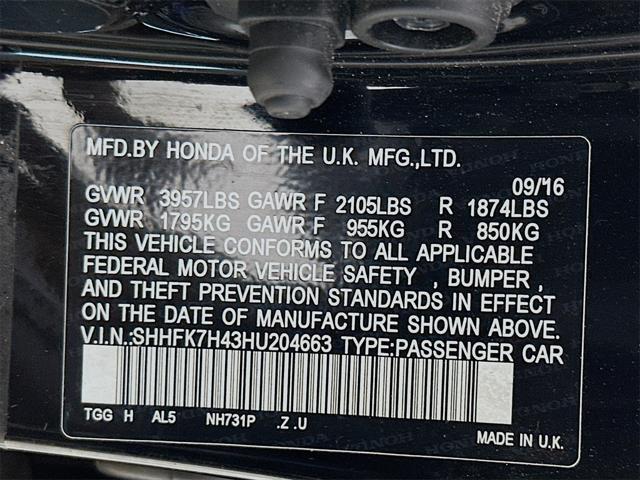 MFD.BY HONDA OF THE U.K. MFG.,LTD.
09/'16
GVWR 3957LBS GAWR F 2105LBS R 1874LBS
GVWR 1795KG GAWR F 955KG R 850KG
THIS VEHICLE CONFORMS TO ALL APPLICABLE
FEDERAL MOTOR VEHICLE SAFETY , BUMPER ,
AND THEFT PREVENTION STANDARDS IN EFFECT
ON THE DATE OF MANUFACTURE SHOWN ABOVE.
V.I.N.:SHHFK7H43HU204663 TYPE:PASSENGER CAR
TGG H AL5 NH731P .Z .U
MADE IN U.K.